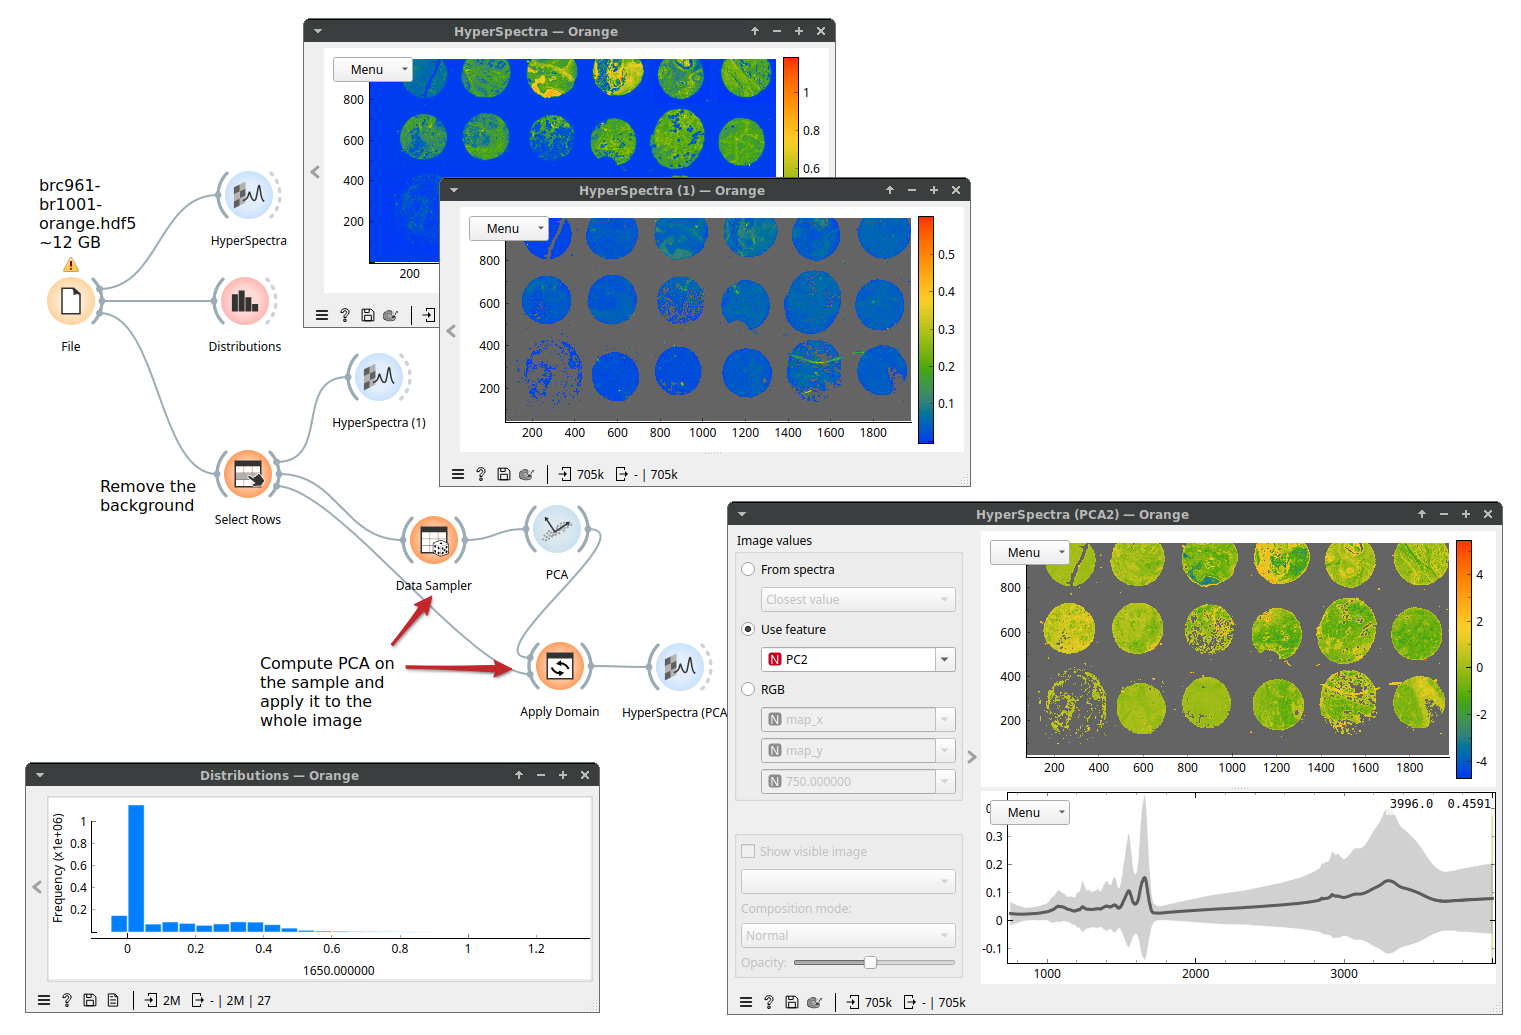 HyperSpectra — Orange
Menu
800
600
400
200
200
1
0.8
0.6
HyperSpectra (1) — Orange
Menu
800
600
400
200
200 400 600 800 1000 1200 1400 1600 1800
0.5
0.4
0.3
0.2
0.1
705k - | 705k
brc961-
br1001-
orange.hdf5
~12 GB
File
HyperSpectra
Distributions
HyperSpectra (1)
Remove the
background
Select Rows
Data Sampler
PCA
Compute PCA on
the sample and
apply it to the
whole image
Apply Domain
HyperSpectra (PCA
Distributions — Orange
Frequency (x1e+06)
1
0.8
0.6
0.4
0.2
0 0.2 0.4 0.6 0.8 1 1.2
1650.000000
2M - | 2M | 27
HyperSpectra (PCA2) — Orange
Image values
From spectra
Closest value
Use feature
N PC2
RGB
N map_x
N map_y
N 750.000000
Show visible image
Composition mode:
Normal
Opacity:
Menu
800
600
400
200
200 400 600 800 1000 1200 1400 1600 1800
4
2
0
-2
-4
Menu
3996.0 0.4591
0.3
0.2
0.1
0
-0.1
1000 2000 3000
705k - | 705k